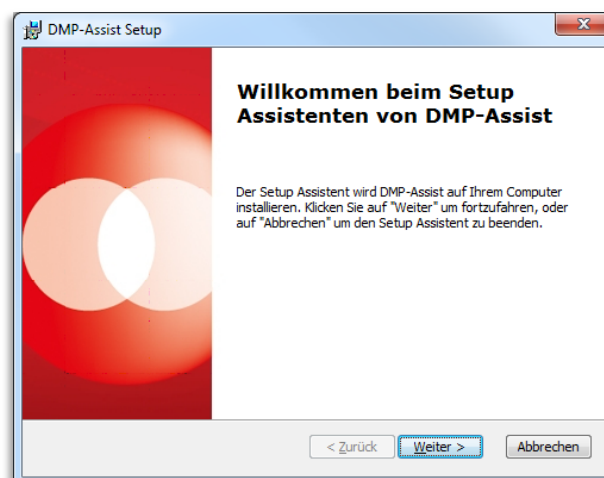 DMP-Assist Setup
Willkommen beim Setup
Assistenten von DMP-Assist
Der Setup Assistent wird DMP-Assist auf Ihrem Computer
installieren. Klicken Sie auf "Weiter" um fortzufahren, oder
auf "Abbrechen" um den Setup Assistent zu beenden.
< Zurück Weiter > Abbrechen